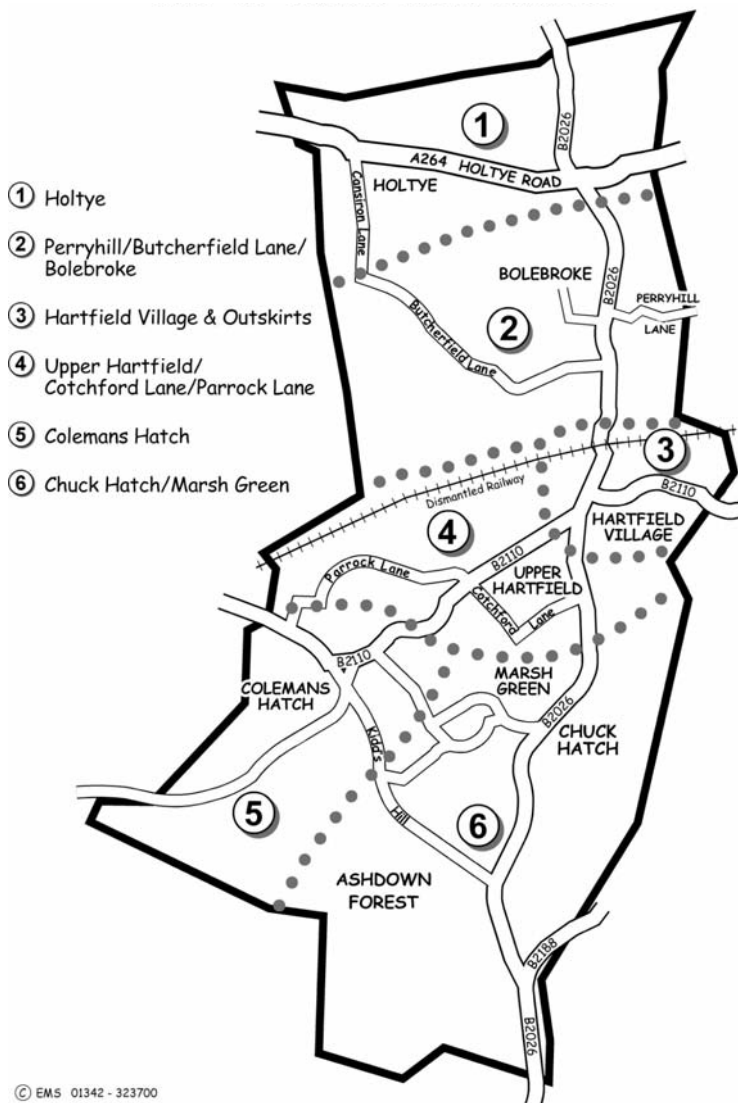 1 Holtye
2 Perryhill/Butcherfield Lane/
Bolebroke
3 Hartfield Village & Outskirts
4 Upper Hartfield/
Cotchford Lane/Parrock Lane
5 Colemans Hatch
6 Chuck Hatch/Marsh Green
1
B2026
A264 HOLTYE ROAD
HOLTYE
Cansiron Lane
BOLEBROKE
B2026
PERRYHILL
LANE
Butcherfield Lane
2
3
Dismantled Railway
B2110
HARTFIELD
VILLAGE
4
B2110
Parrock Lane
UPPER
HARTFIELD
Cotchford Lane
B2110
MARSH
GREEN
COLEMANS
HATCH
B2026
CHUCK
HATCH
Kidd's Hill
5
6
ASHDOWN
FOREST
B2188
B2026
© EMS 01342 - 323700